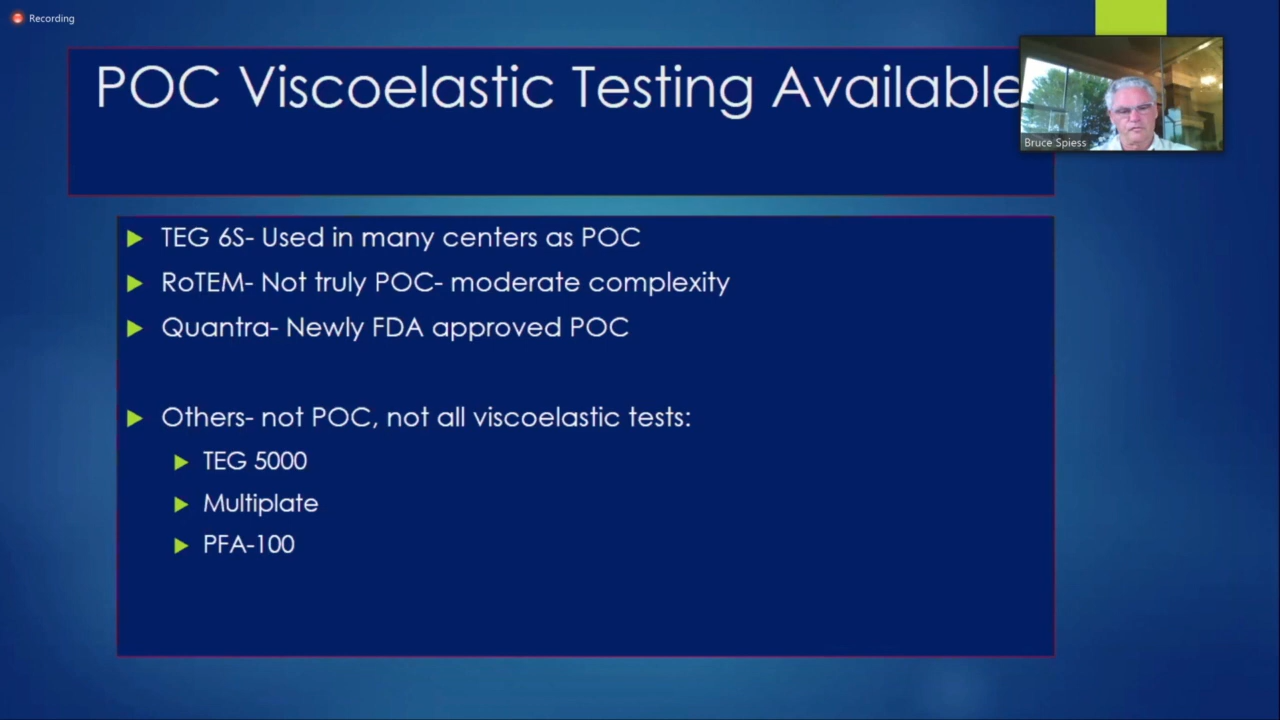 Recording
POC Viscoelastic Testing Available
Bruce Spiess
TEG 6S- Used in many centers as POC
RoTEM- Not truly POC- moderate complexity
Quantra- Newly FDA approved POC
Others- not POC, not all viscoelastic tests:
TEG 5000
Multiplate
PFA-100